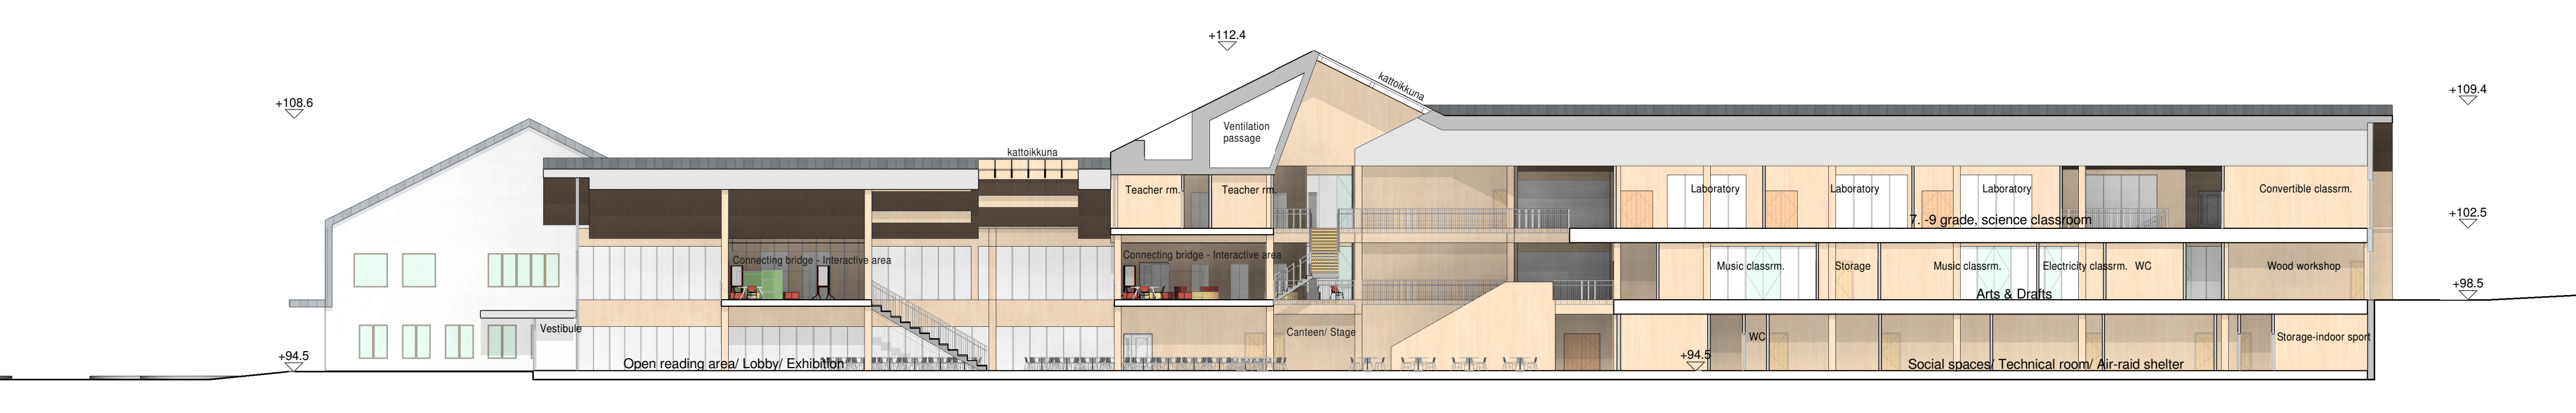 +112.4
+108.6
+109.4
kattoikkuna
Ventilation
passage
kattoikkuna
Teacher rm.
Teacher rm.
Laboratory
Laboratory
Laboratory
Convertible classrm.
+102.5
7. -9 grade, science classroom
Connecting bridge - Interactive area
Connecting bridge - Interactive area
Music classrm.
Storage
Music classrm.
Electricity classrm.
WC
Wood workshop
+98.5
Arts & Drafts
Vestibule
Canteen/ Stage
WC
Storage-indoor sport
+94.5
+94.5
Open reading area/ Lobby/ Exhibition
Social spaces/ Technical room/ Air-raid shelter